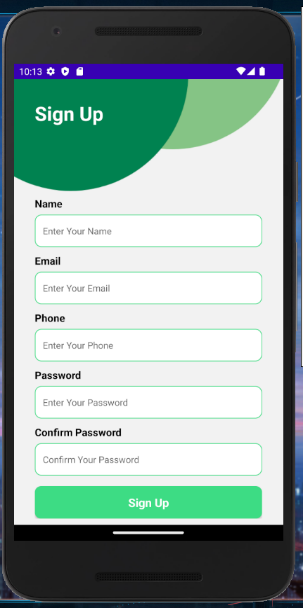 10:13
Sign Up
Name
Enter Your Name
Email
Enter Your Email
Phone
Enter Your Phone
Password
Enter Your Password
Confirm Password
Confirm Your Password
Sign Up